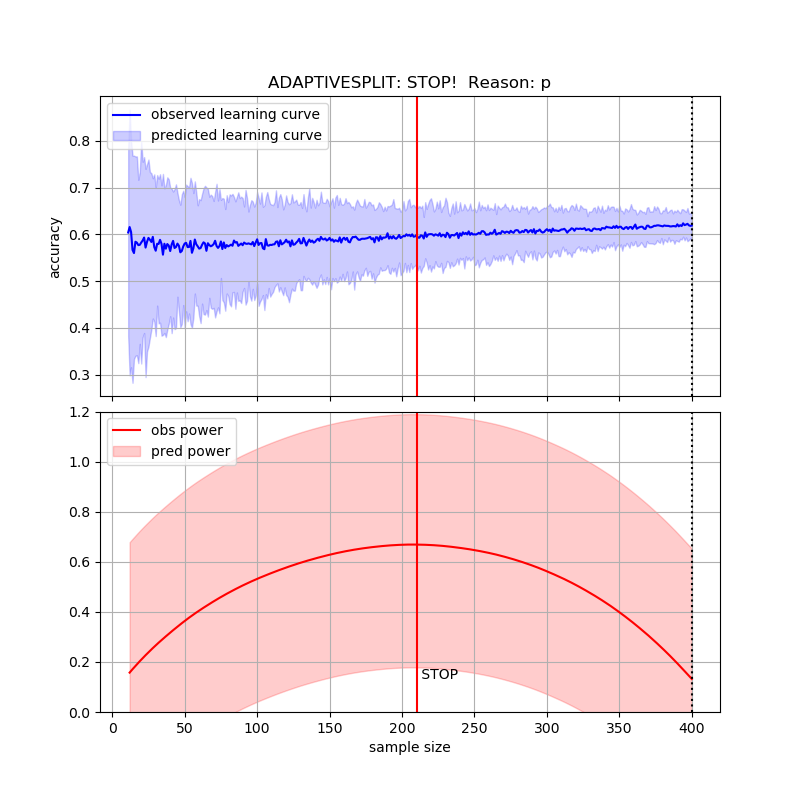 ADAPTIVESPLIT: STOP!  Reason: p
observed learning curve
predicted learning curve
accuracy
0.8
0.7
0.6
0.5
0.4
0.3
obs power
pred power
1.2
1.0
0.8
0.6
0.4
0.2
0.0
STOP
0 50 100 150 200 250 300 350 400
sample size